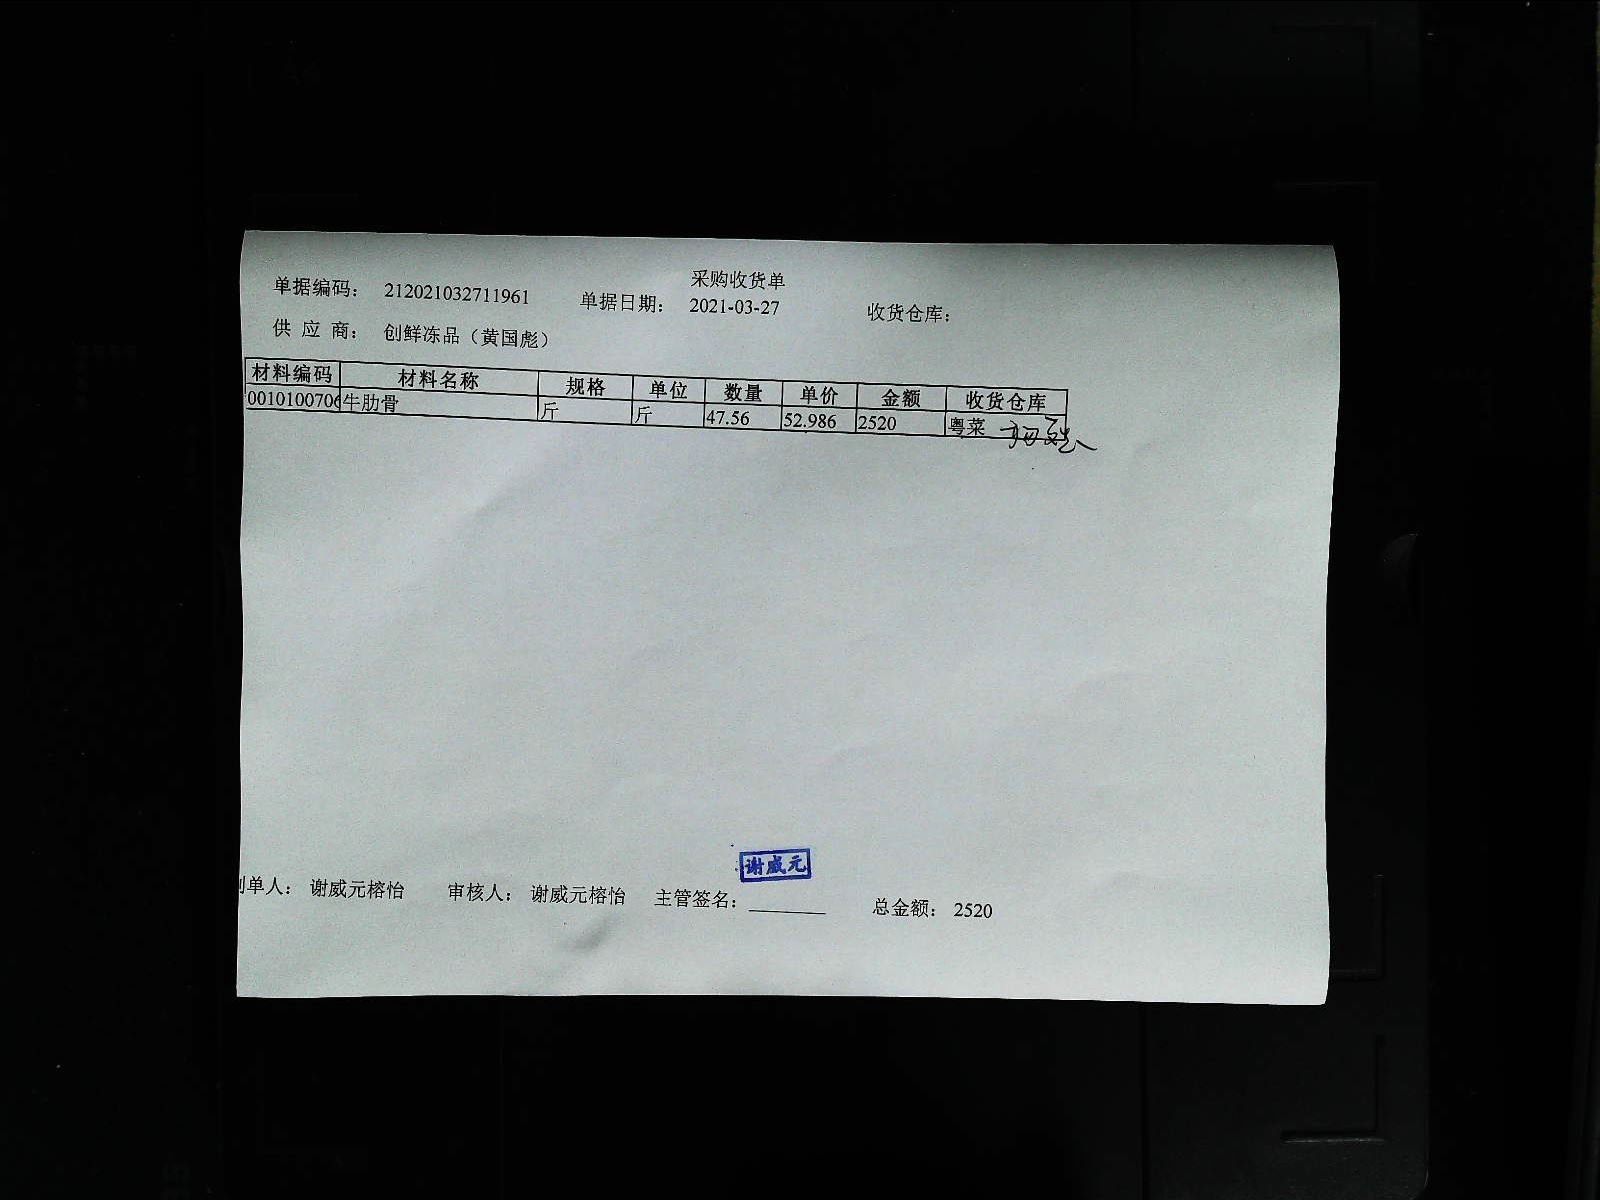 采购收货单
单据编码： 212021032711961 单据日期： 2021-03-27 收货仓库：
供 应 商： 创鲜冻品（黄国彪）
材料编码 材料名称 规格 单位 数量 单价 金额 收货仓库
0010100706 牛肋骨 斤 斤 47.56 52.986 2520 粤菜
谢威元
制单人： 谢威元榕怡 审核人： 谢威元榕怡 主管签名：________ 总金额： 2520